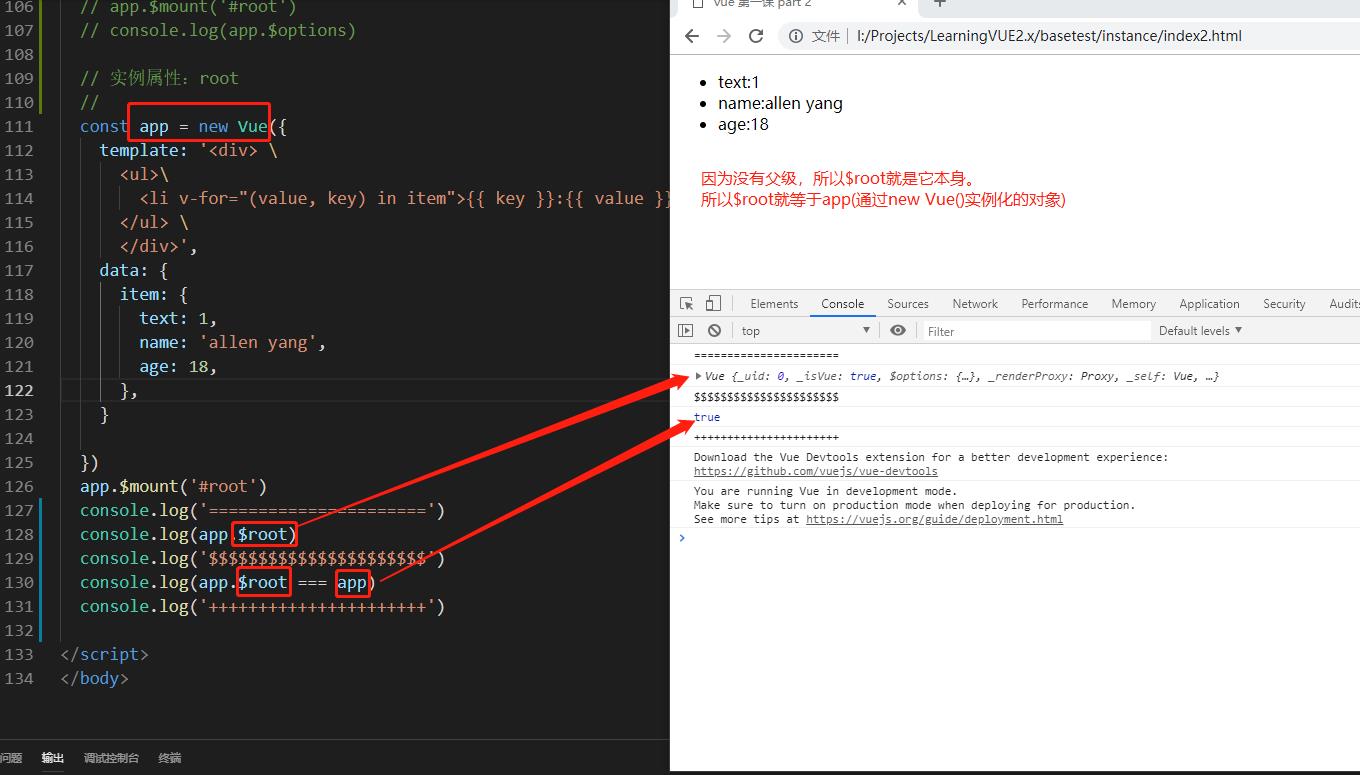 106 // app.$mount('#root')
107 // console.log(app.$options)
108
109 // 实例属性：root
110 //
111 const app = new Vue({
112 template: '<div> \
113 <ul>\
114 <li v-for="(value, key) in item">{{ key }}:{{ value }}
115 </ul> \
116 </div>',
117 data: {
118 item: {
119 text: 1,
120 name: 'allen yang',
121 age: 18,
122 },
123 }
124
125 })
126 app.$mount('#root')
127 console.log('======================')
128 console.log(app.$root)
129 console.log('$$$$$$$$$$$$$$$$$$$$$$')
130 console.log(app.$root === app)
131 console.log('++++++++++++++++++++++')
132
133 </script>
134 </body>
问题 输出 调试控制台 终端
Vue 第一课 part 2
文件 I:/Projects/LearningVUE2.x/basetest/instance/index2.html
• text:1
• name:allen yang
• age:18
因为没有父级，所以$root就是它本身。
所以$root就等于app(通过new Vue()实例化的对象)
Elements Console Sources Network Performance Memory Application Security Audits
top Filter Default levels
======================
Vue {_uid: 0, _isVue: true, $options: {…}, _renderProxy: Proxy, _self: Vue, …}
$$$$$$$$$$$$$$$$$$$$$$
true
++++++++++++++++++++++
Download the Vue Devtools extension for a better development experience:
https://github.com/vuejs/vue-devtools
You are running Vue in development mode.
Make sure to turn on production mode when deploying for production.
See more tips at https://vuejs.org/guide/deployment.html